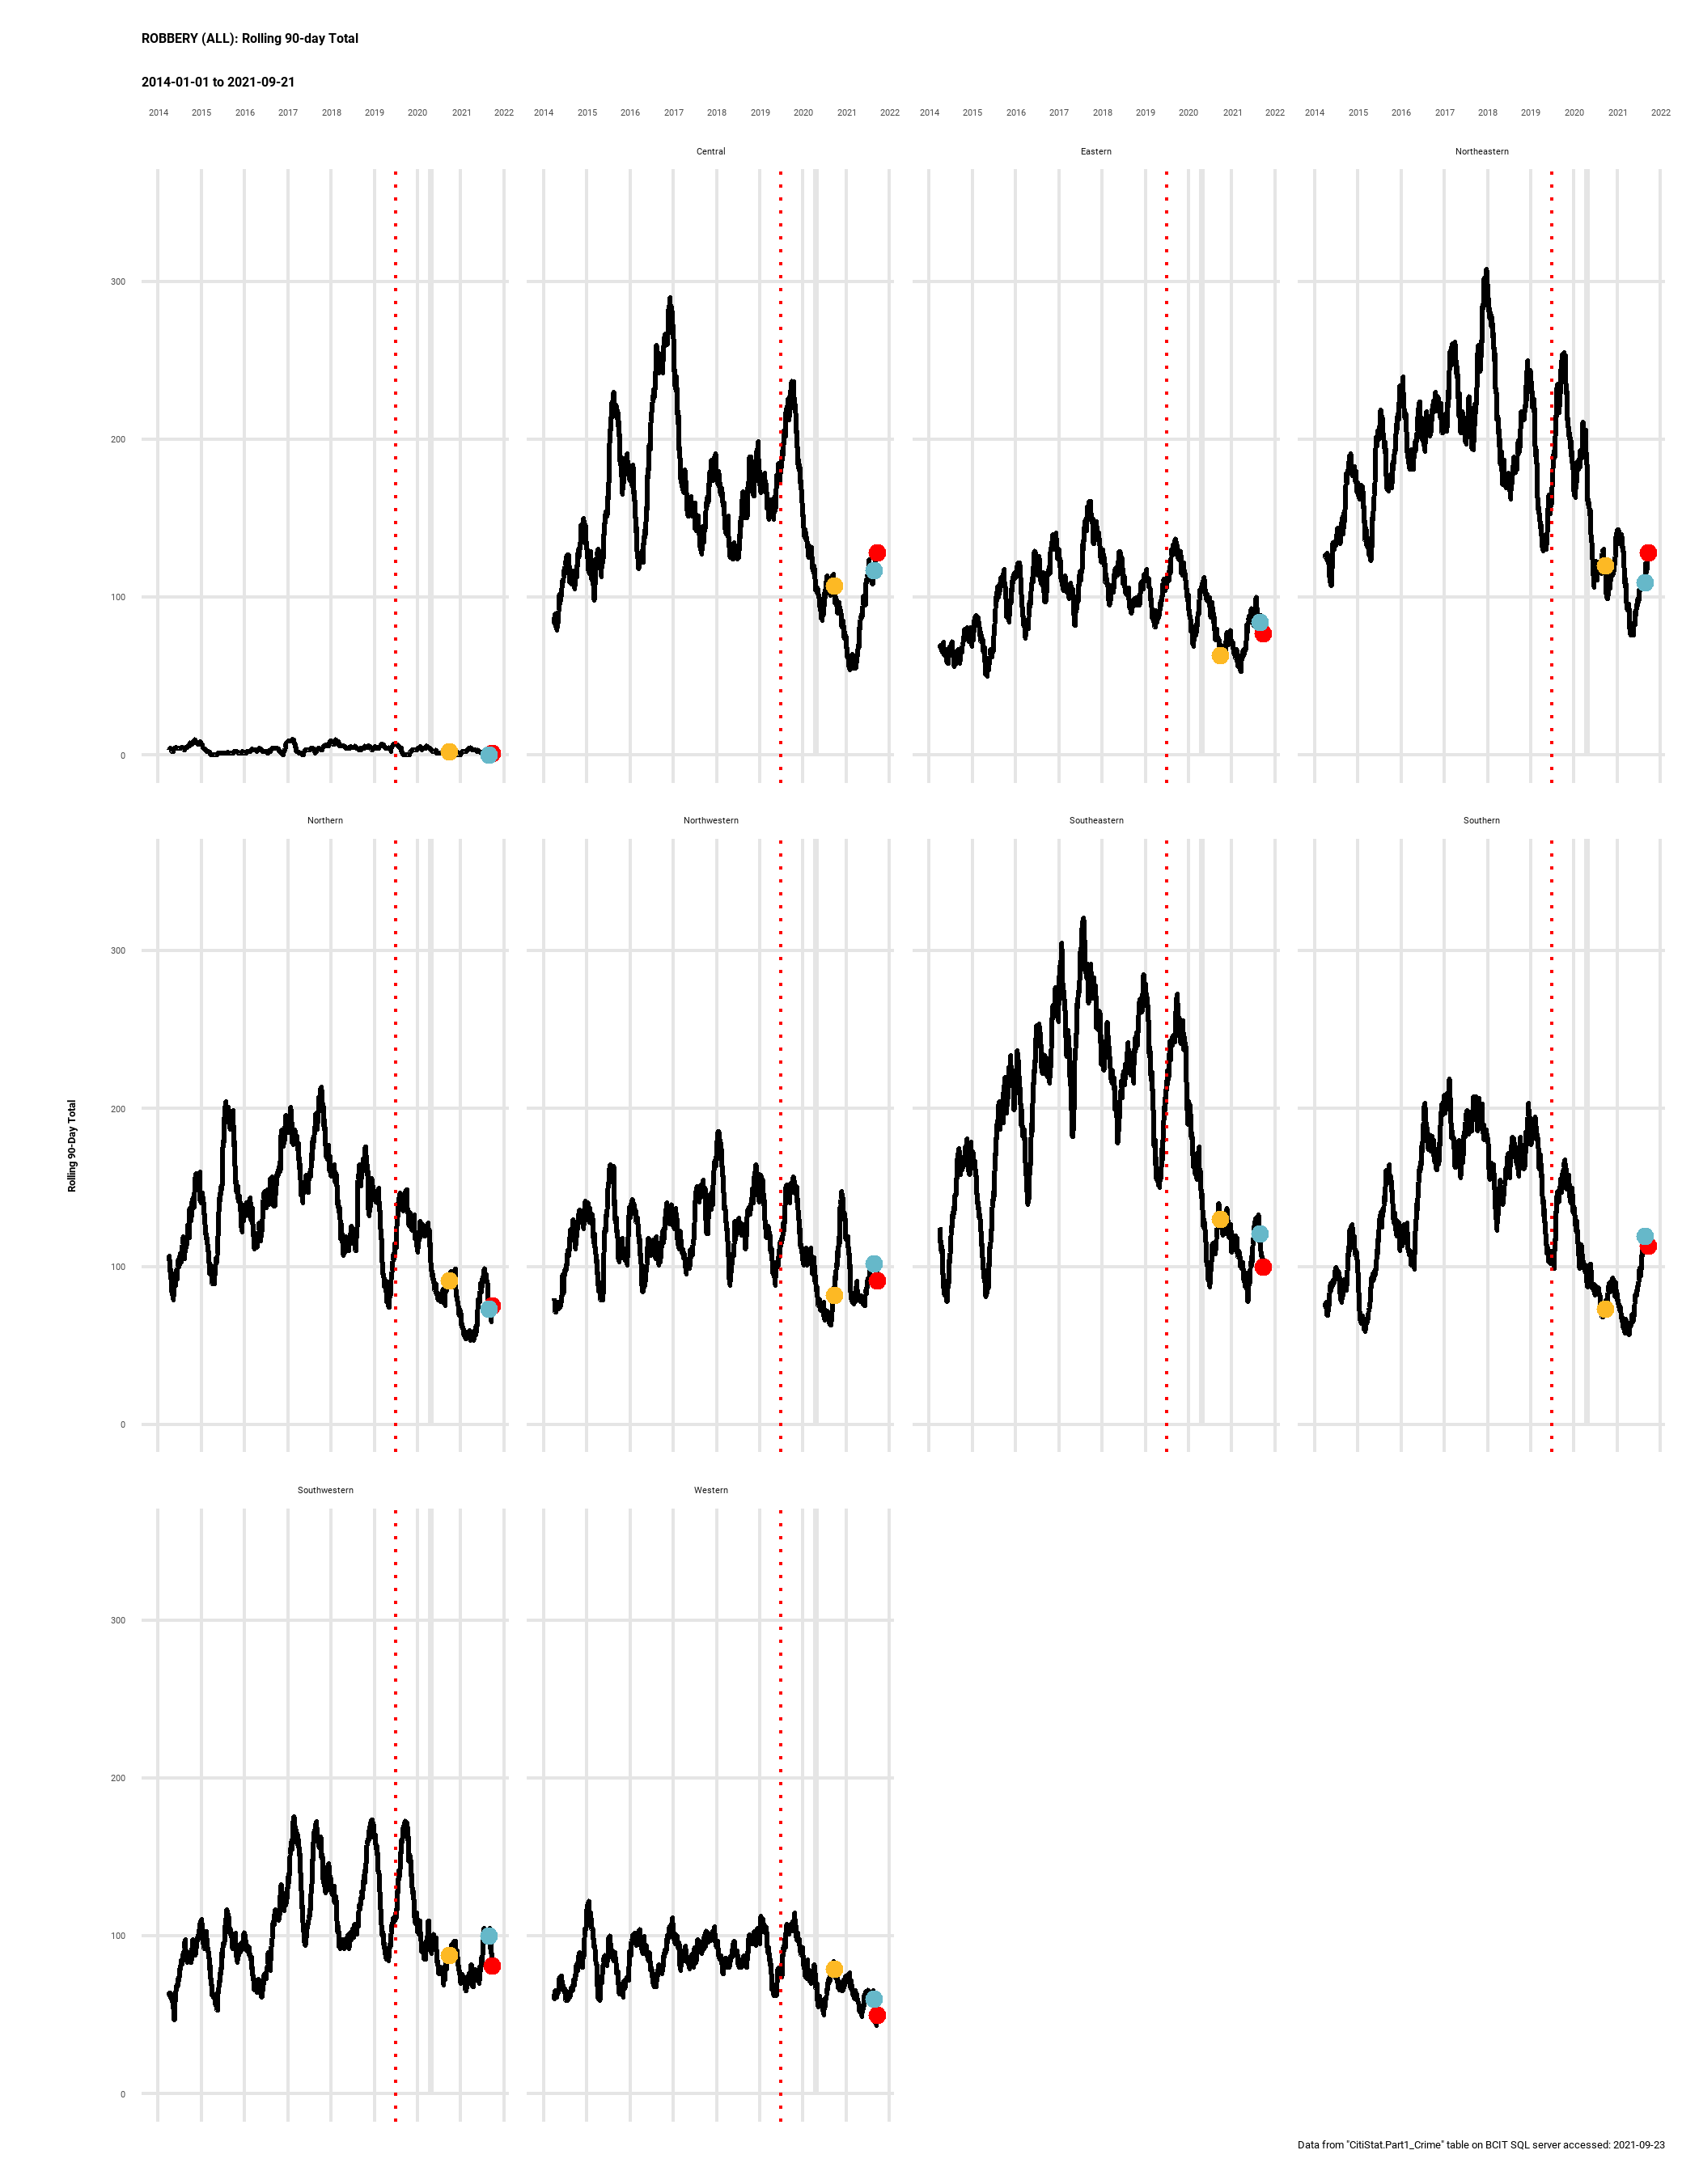 ROBBERY (ALL): Rolling 90-day Total
2014-01-01 to 2021-09-21
2014 2015 2016 2017 2018 2019 2020 2021 2022 2014 2015 2016 2017 2018 2019 2020 2021 2022 2014 2015 2016 2017 2018 2019 2020 2021 2022 2014 2015 2016 2017 2018 2019 2020 2021 2022
Central Eastern Northeastern
300
200
100
0
Northern Northwestern Southeastern Southern
300
200
Rolling 90-Day Total
100
0
Southwestern Western
300
200
100
0
Data from "CitiStat.Part1_Crime" table on BCIT SQL server accessed: 2021-09-23